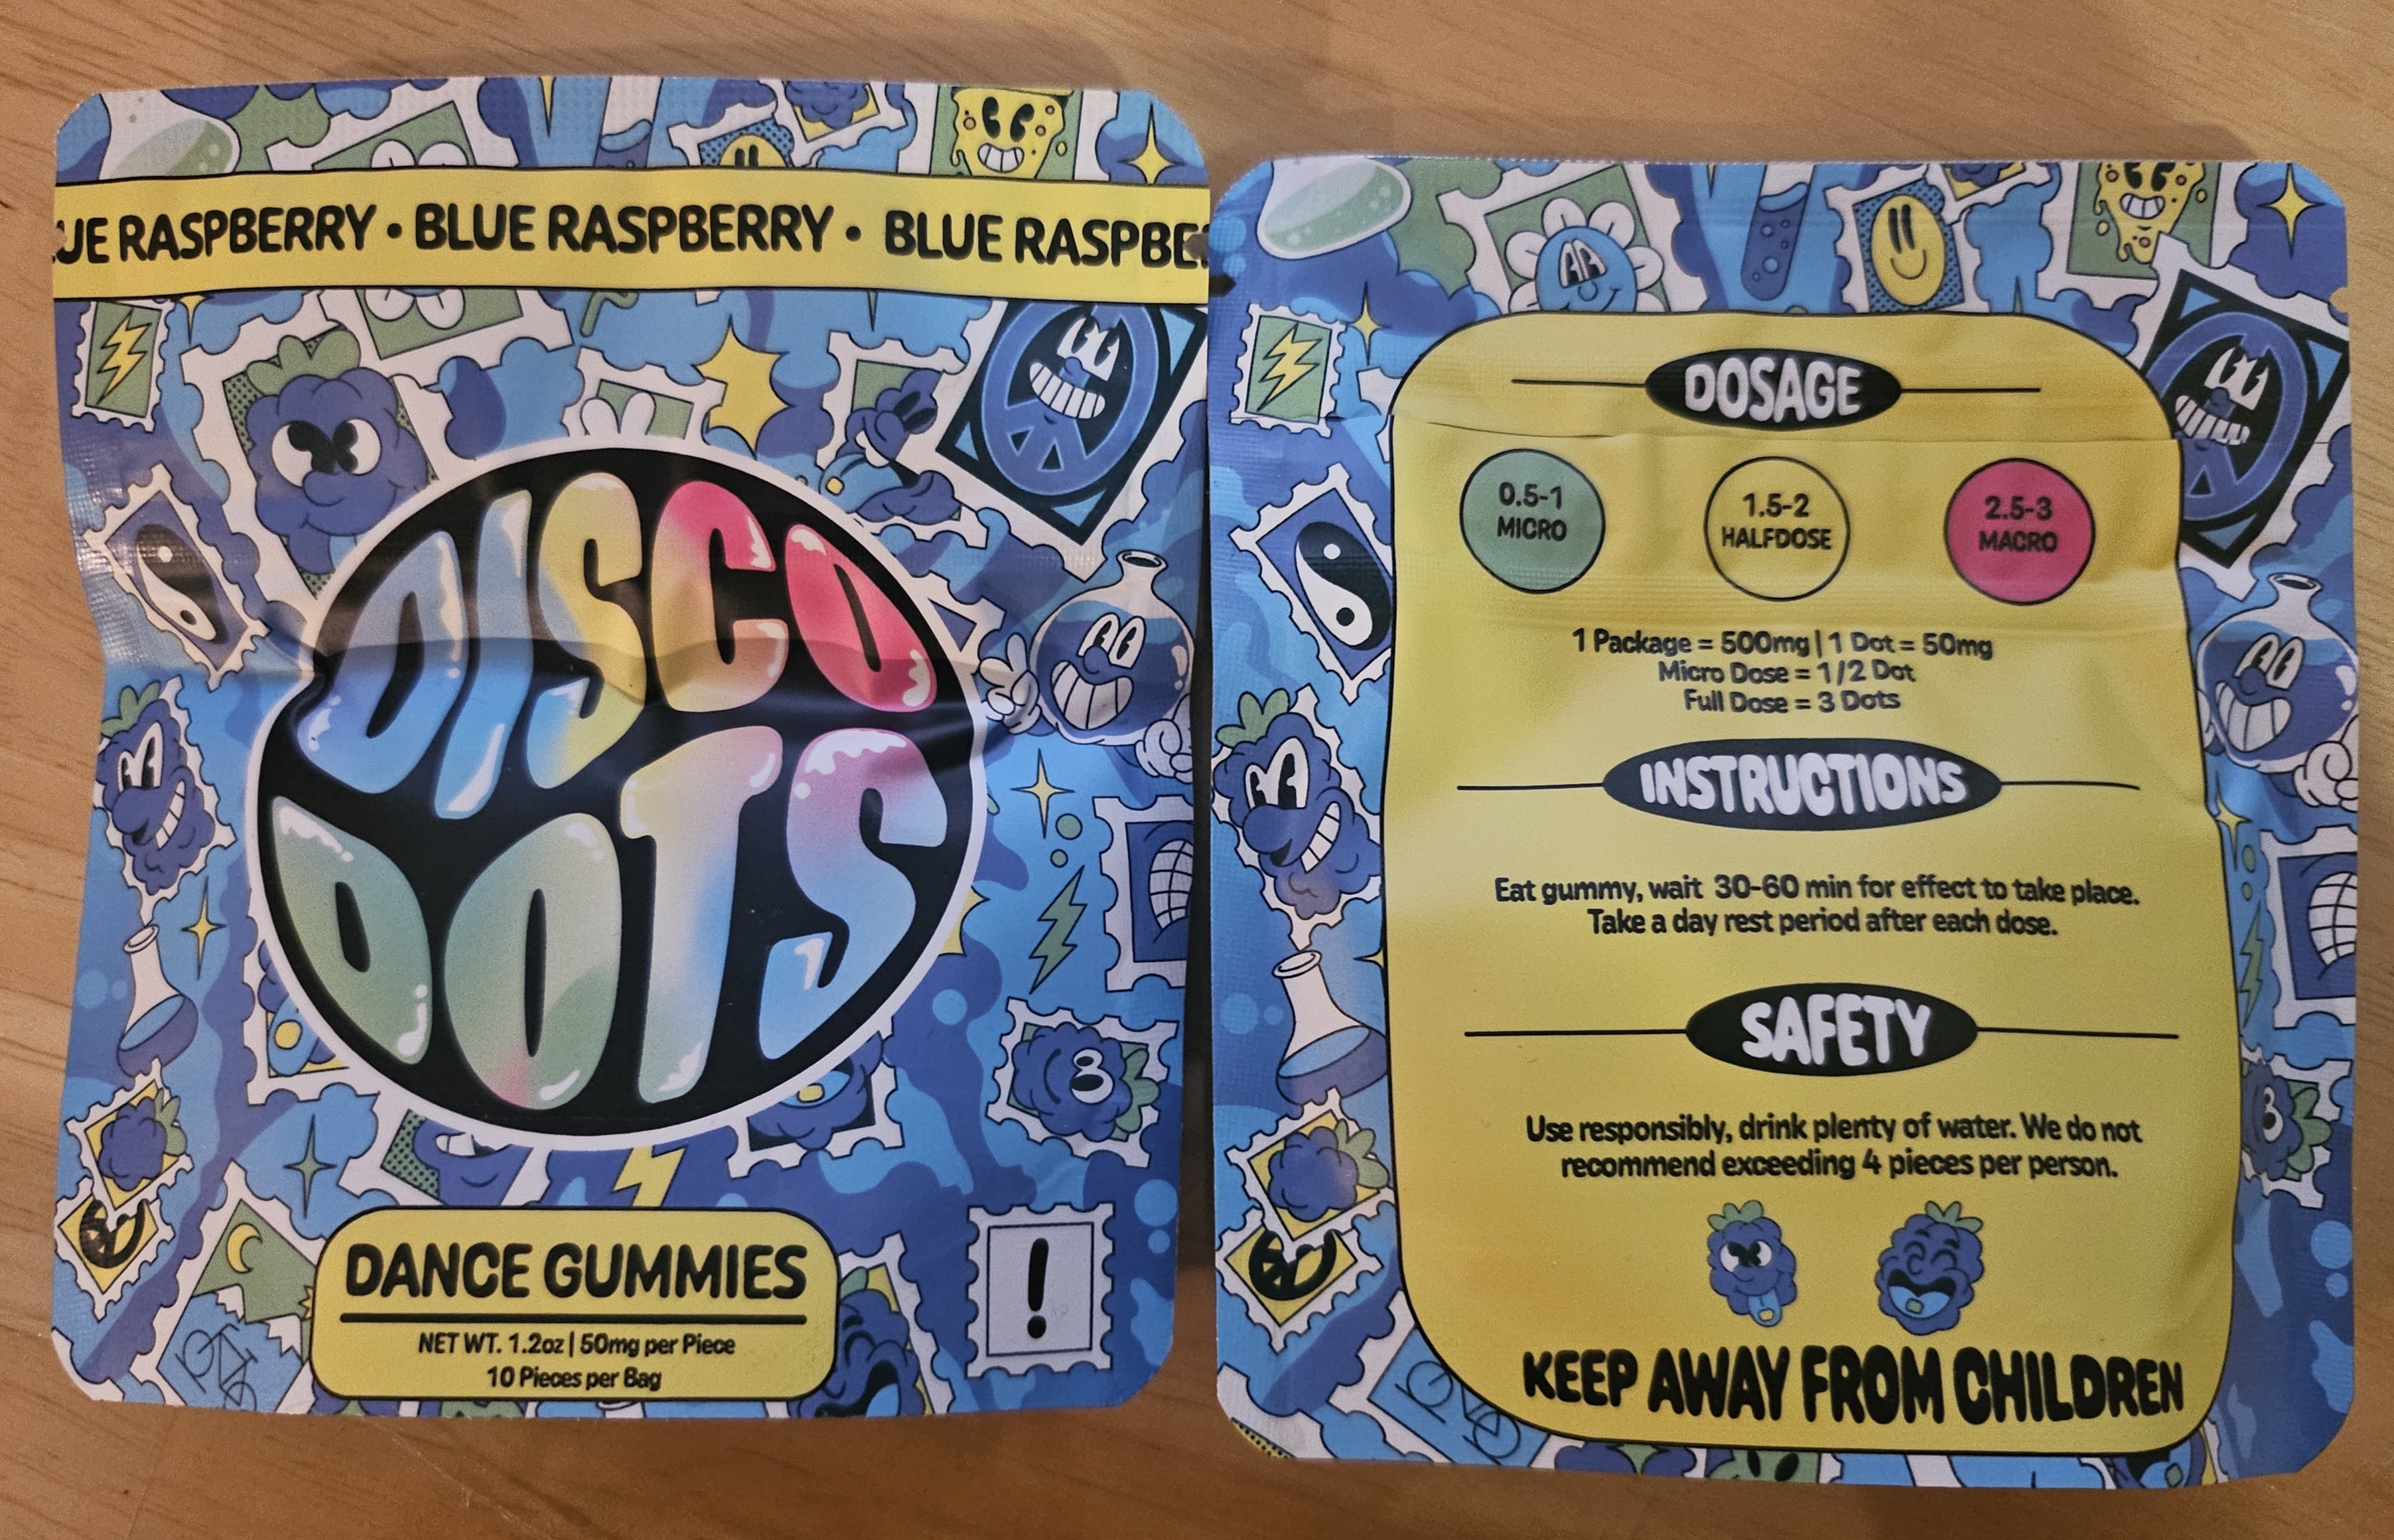 BLUE RASPBERRY •
DISCO
DOTS
DANCE GUMMIES
NET WT. 1.2oz | 50mg per Piece
10 Pieces per Bag
!
DOSAGE
0.5-1
MICRO
1.5-2
HALFDOSE
2.5-3
MACRO
1 Package = 500mg | 1 Dot = 50mg
Micro Dose = 1/2 Dot
Full Dose = 3 Dots
INSTRUCTIONS
Eat gummy, wait 30-60 min for effect to take place.
Take a day rest period after each dose.
SAFETY
Use responsibly, drink plenty of water. We do not
recommend exceeding 4 pieces per person.
KEEP AWAY FROM CHILDREN